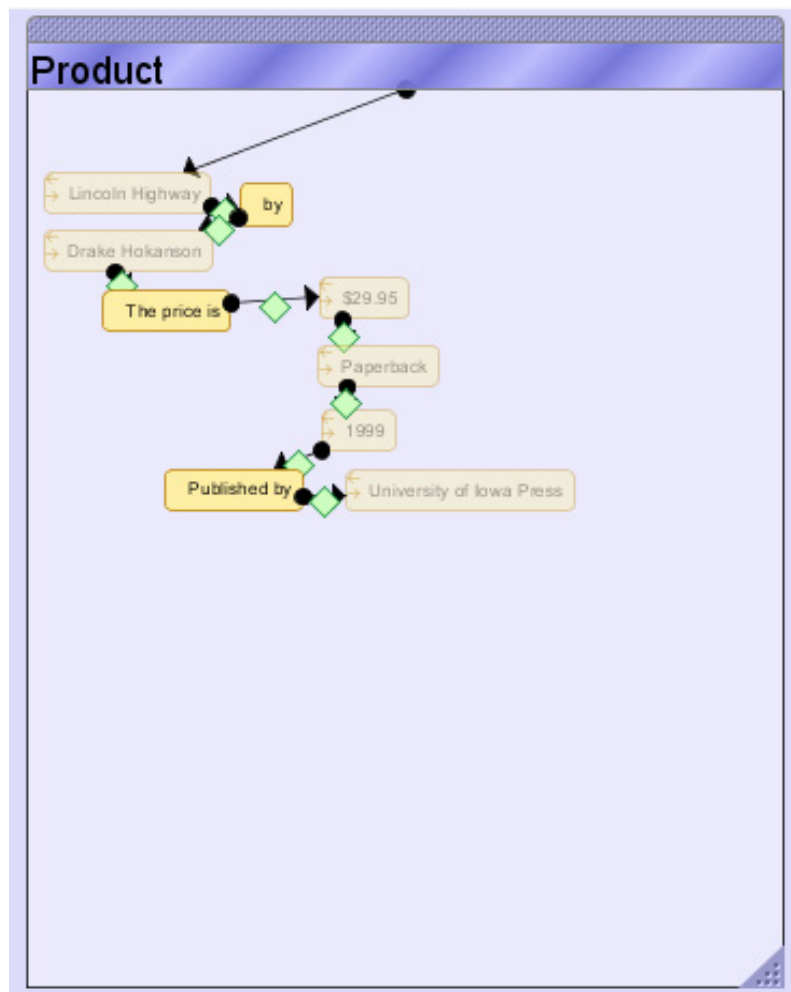 Product
Lincoln Highway
by
Drake Hokanson
The price is
$29.95
Paperback
1999
Published by
University of Iowa Press